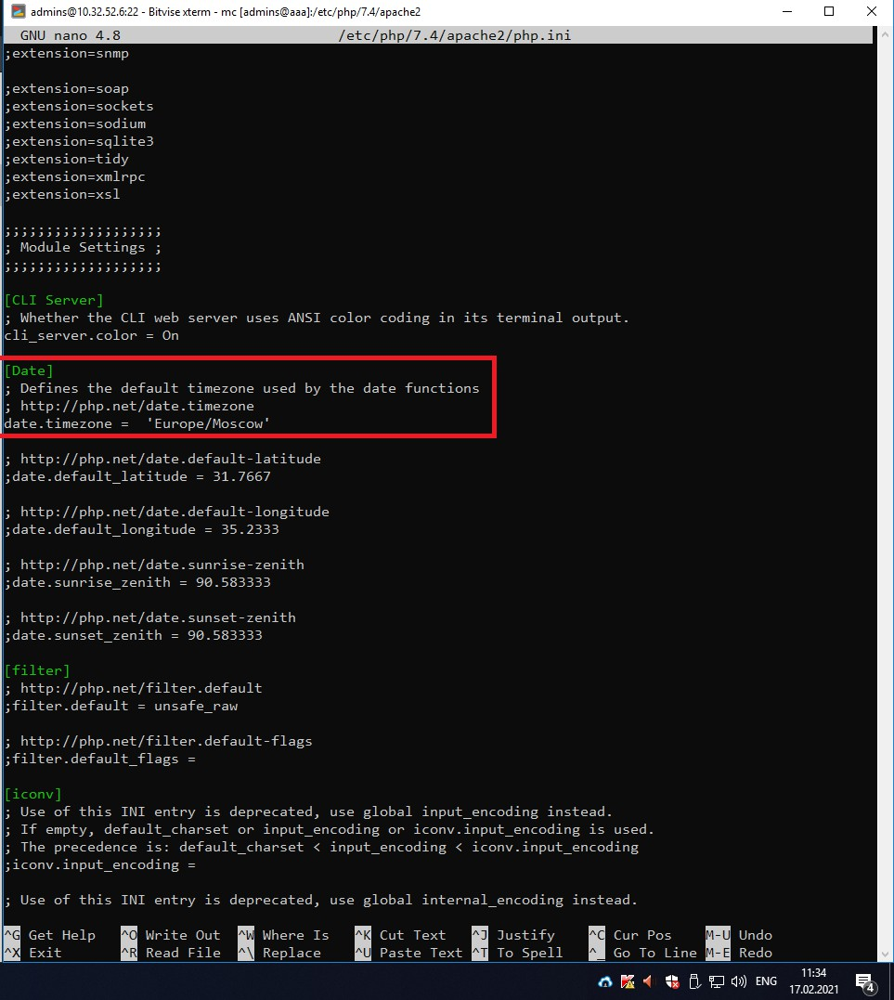 admins@10.32.52.6:22 - Bitvise xterm - mc [admins@aaa]:/etc/php/7.4/apache2
GNU nano 4.8 /etc/php/7.4/apache2/php.ini
;extension=snmp
;extension=soap
;extension=sockets
;extension=sodium
;extension=sqlite3
;extension=tidy
;extension=xmlrpc
;extension=xsl
;;;;;;;;;;;;;;;;;;;
; Module Settings ;
;;;;;;;;;;;;;;;;;;;
[CLI Server]
; Whether the CLI web server uses ANSI color coding in its terminal output.
cli_server.color = On
[Date]
; Defines the default timezone used by the date functions
; http://php.net/date.timezone
date.timezone =  'Europe/Moscow'
; http://php.net/date.default-latitude
;date.default_latitude = 31.7667
; http://php.net/date.default-longitude
;date.default_longitude = 35.2333
; http://php.net/date.sunrise-zenith
;date.sunrise_zenith = 90.583333
; http://php.net/date.sunset-zenith
;date.sunset_zenith = 90.583333
[filter]
; http://php.net/filter.default
;filter.default = unsafe_raw
; http://php.net/filter.default-flags
;filter.default_flags =
[iconv]
; Use of this INI entry is deprecated, use global input_encoding instead.
; If empty, default_charset or input_encoding or iconv.input_encoding is used.
; The precedence is: default_charset < input_encoding < iconv.input_encoding
;iconv.input_encoding =
; Use of this INI entry is deprecated, use global internal_encoding instead.
^G Get Help ^O Write Out ^W Where Is ^K Cut Text ^J Justify ^C Cur Pos M-U Undo
^X Exit ^R Read File ^\ Replace ^U Paste Text ^T To Spell ^_ Go To Line M-E Redo
ENG
11:34
17.02.2021
4